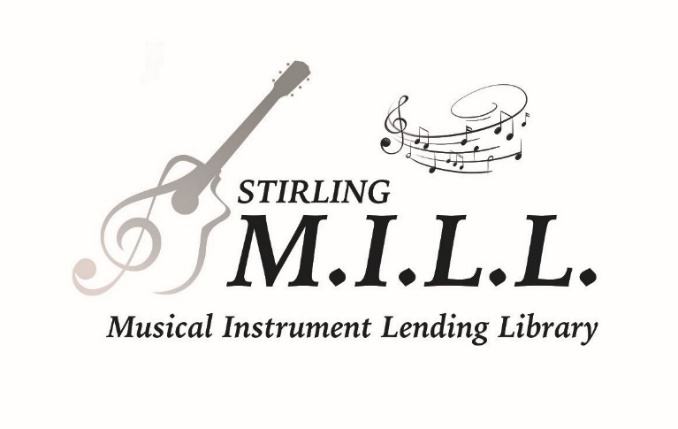 STIRLING
M.I.L.L.
Musical Instrument Lending Library